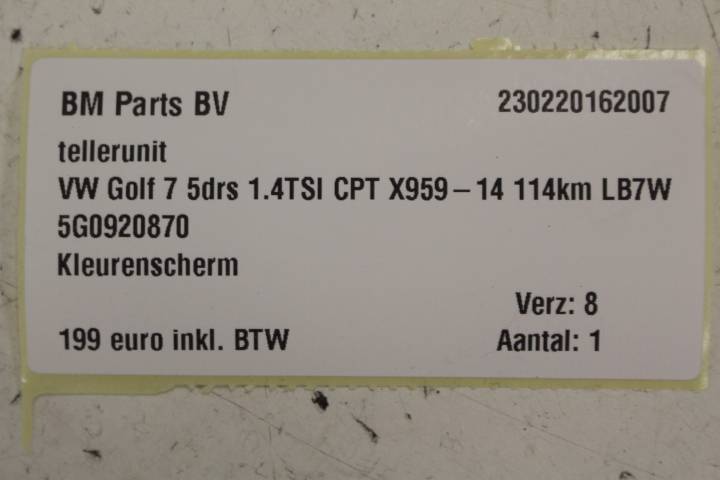 BM Parts BV 230220162007
tellerunit
VW Golf 7 5drs 1.4TSI CPT X959-14 114km LB7W
5G0920870
Kleurenscherm
Verz: 8
199 euro inkl. BTW Aantal: 1